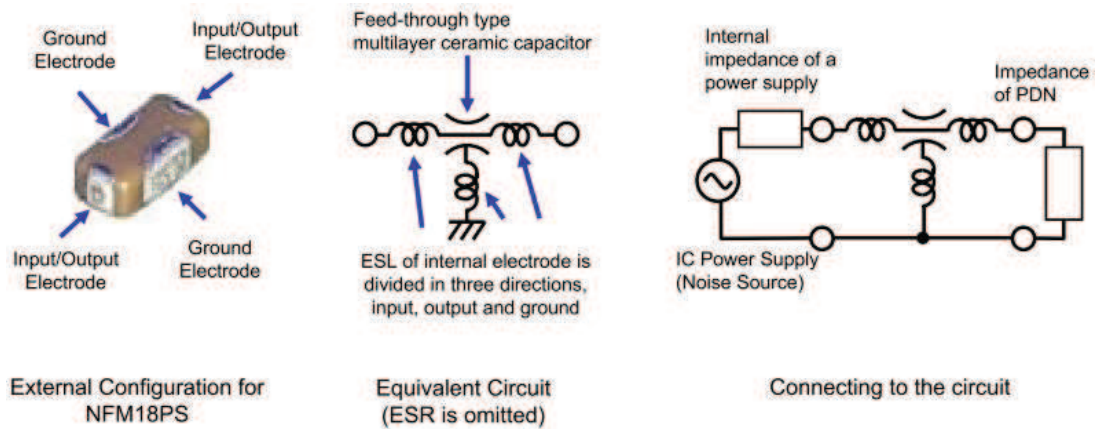 Ground
Electrode
Input/Output
Electrode
Input/Output
Electrode
Ground
Electrode
External Configuration for
NFM18PS
Feed-through type
multilayer ceramic capacitor
ESL of internal electrode is
divided in three directions,
input, output and ground
Equivalent Circuit
(ESR is omitted)
Internal
impedance of a
power supply
Impedance
of PDN
IC Power Supply
(Noise Source)
Connecting to the circuit